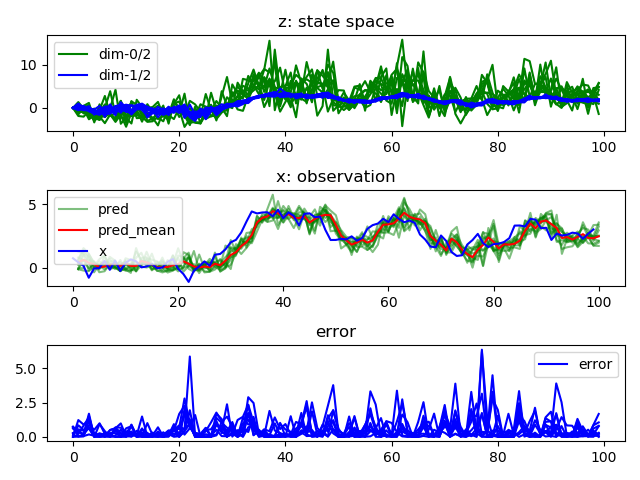 z: state space
10
0
dim-0/2
dim-1/2
0 20 40 60 80 100
x: observation
5
0
pred
pred_mean
x
0 20 40 60 80 100
error
5.0
2.5
0.0
error
0 20 40 60 80 100